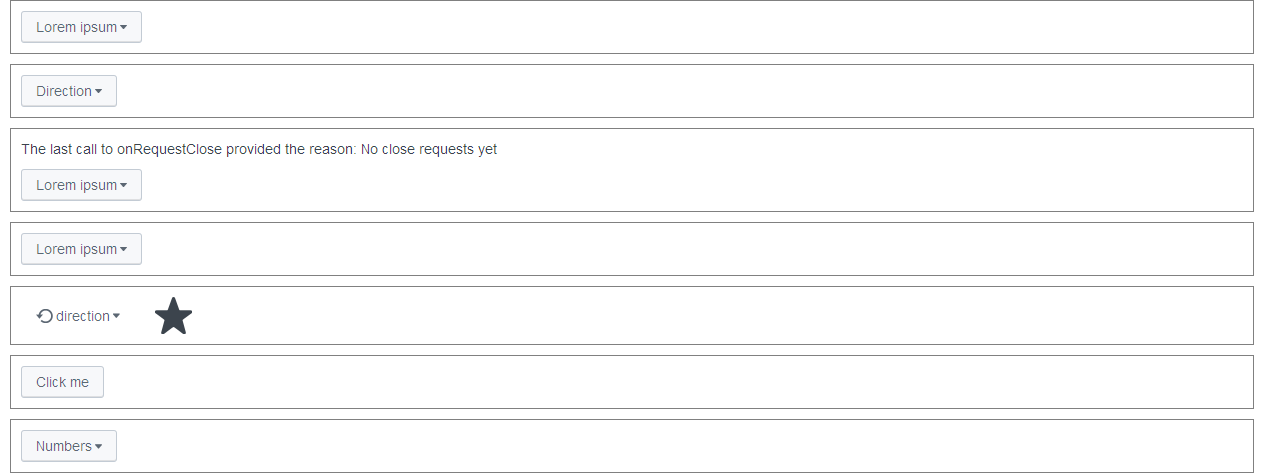 Lorem ipsum
Direction
The last call to onRequestClose provided the reason: No close requests yet
Lorem ipsum
Lorem ipsum
direction
Click me
Numbers